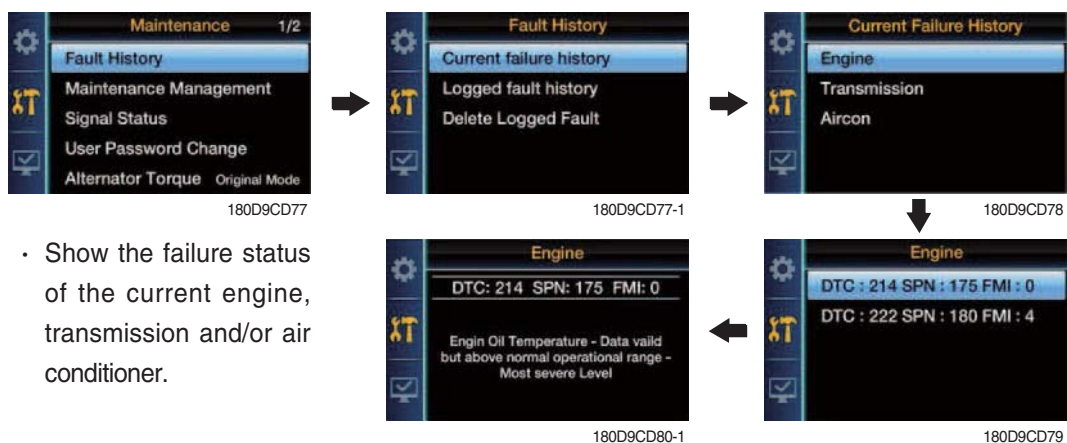 Maintenance 1/2
Fault History
Maintenance Management
Signal Status
User Password Change
Alternator Torque Original Mode
180D9CD77
Fault History
Current failure history
Logged fault history
Delete Logged Fault
180D9CD77-1
Current Failure History
Engine
Transmission
Aircon
180D9CD78
· Show the failure status
of the current engine,
transmission and/or air
conditioner.
Engine
DTC : 214 SPN : 175 FMI : 0
DTC : 222 SPN : 180 FMI : 4
180D9CD79
Engine
DTC: 214 SPN: 175 FMI: 0
Engin Oil Temperature - Data vaild
but above normal operational range -
Most severe Level
180D9CD80-1